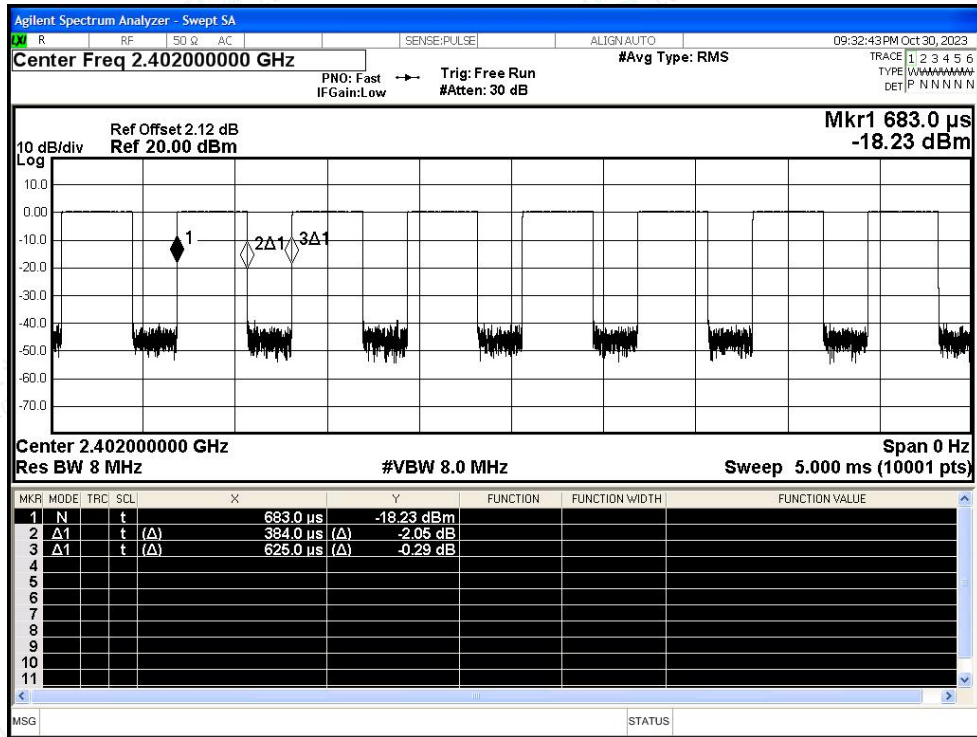 Agilent Spectrum Analyzer - Swept SA
LXI R RF 50 Ω AC SENSE:PULSE ALIGN AUTO 09:32:43 PM Oct 30, 2023
Center Freq 2.402000000 GHz #Avg Type: RMS TRACE 1 2 3 4 5 6
PNO: Fast Trig: Free Run TYPE
IFGain:Low #Atten: 30 dB DET P N N N N N
Mkr1 683.0 µs
Ref Offset 2.12 dB
10 dB/div Ref 20.00 dBm -18.23 dBm
Log
10.0
0.00
1
2Δ1 3Δ1
-10.0
-20.0
-30.0
-40.0
-50.0
-60.0
-70.0
Center 2.402000000 GHz Span 0 Hz
Res BW 8 MHz #VBW 8.0 MHz Sweep 5.000 ms (10001 pts)
MKR MODE TRC SCL X Y FUNCTION FUNCTION WIDTH FUNCTION VALUE
1 N t 683.0 µs -18.23 dBm
2 Δ1 t (Δ) 384.0 µs (Δ) -2.05 dB
3 Δ1 t (Δ) 625.0 µs (Δ) -0.29 dB
4
5
6
7
8
9
10
11
MSG STATUS